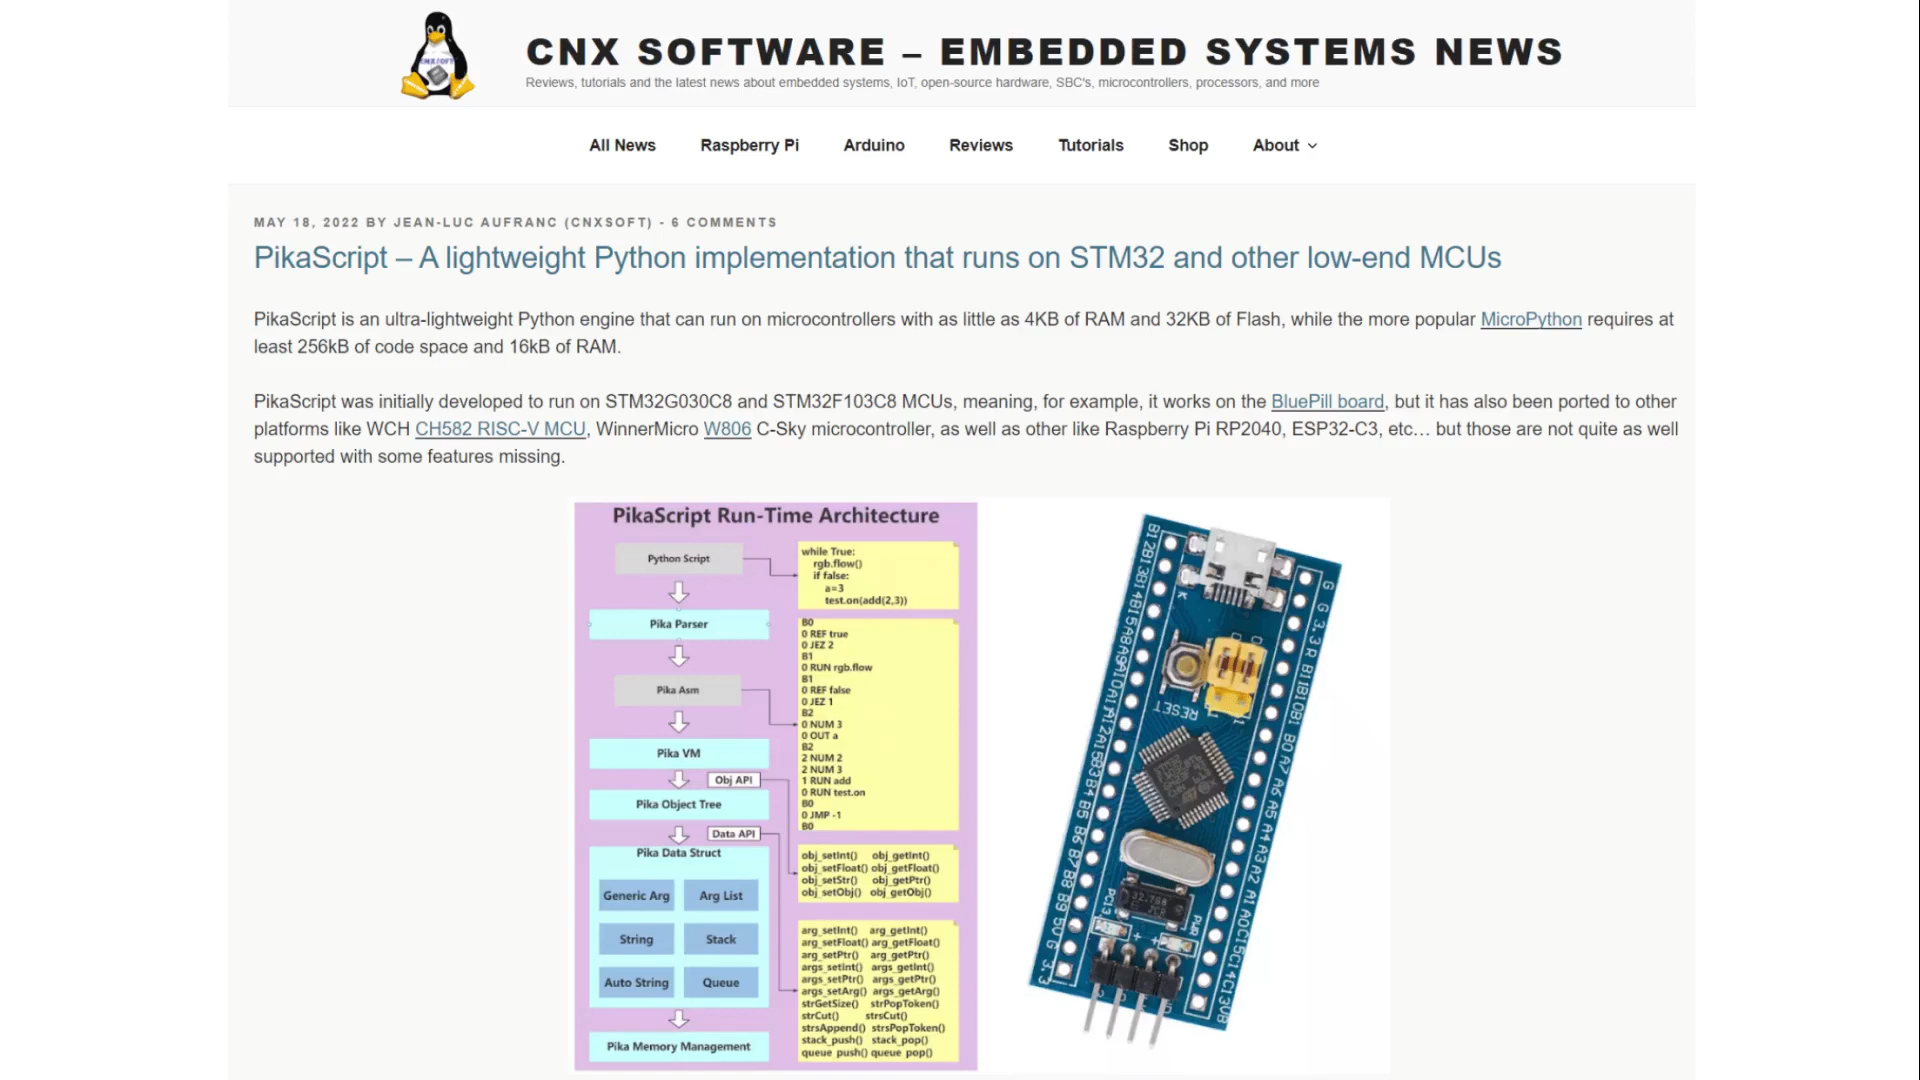 CNX SOFTWARE – EMBEDDED SYSTEMS NEWS
Reviews, tutorials and the latest news about embedded systems, IoT, open-source hardware, SBC's, microcontrollers, processors, and more
All News Raspberry Pi Arduino Reviews Tutorials Shop About
MAY 18, 2022 BY JEAN-LUC AUFRANC (CNXSOFT) - 6 COMMENTS
PikaScript – A lightweight Python implementation that runs on STM32 and other low-end MCUs
PikaScript is an ultra-lightweight Python engine that can run on microcontrollers with as little as 4KB of RAM and 32KB of Flash, while the more popular MicroPython requires at
least 256kB of code space and 16kB of RAM.
PikaScript was initially developed to run on STM32G030C8 and STM32F103C8 MCUs, meaning, for example, it works on the BluePill board, but it has also been ported to other
platforms like WCH CH582 RISC-V MCU, WinnerMicro W806 C-Sky microcontroller, as well as other like Raspberry Pi RP2040, ESP32-C3, etc… but those are not quite as well
supported with some features missing.
PikaScript Run-Time Architecture
Python Script
Pika Parser
Pika Asm
Pika VM
Obj API
Pika Object Tree
Data API
Pika Data Struct
Generic Arg Arg List
String Stack
Auto String Queue
Pika Memory Management
while True:
rgb.flow()
if false:
a=3
test.on(add(2,3))
B0
0 REF true
0 JEZ 2
B1
0 RUN rgb.flow
B1
0 REF false
0 JEZ 1
B2
0 NUM 3
0 OUT a
B2
2 NUM 2
2 NUM 3
1 RUN add
0 RUN test.on
B0
0 JMP -1
B0
obj_setInt() obj_getInt()
obj_setFloat() obj_getFloat()
obj_setStr() obj_getPtr()
obj_setObj() obj_getObj()
arg_setInt() arg_getInt()
arg_setFloat() arg_getFloat()
arg_setPtr() arg_getPtr()
args_setInt() args_getInt()
args_setPtr() args_getPtr()
args_setArg() args_getArg()
strGetSize() strPopToken()
strCut() strsCut()
strsAppend() strsPopToken()
stack_push() stack_pop()
queue_push() queue_pop()
RESET
PC13
PWR